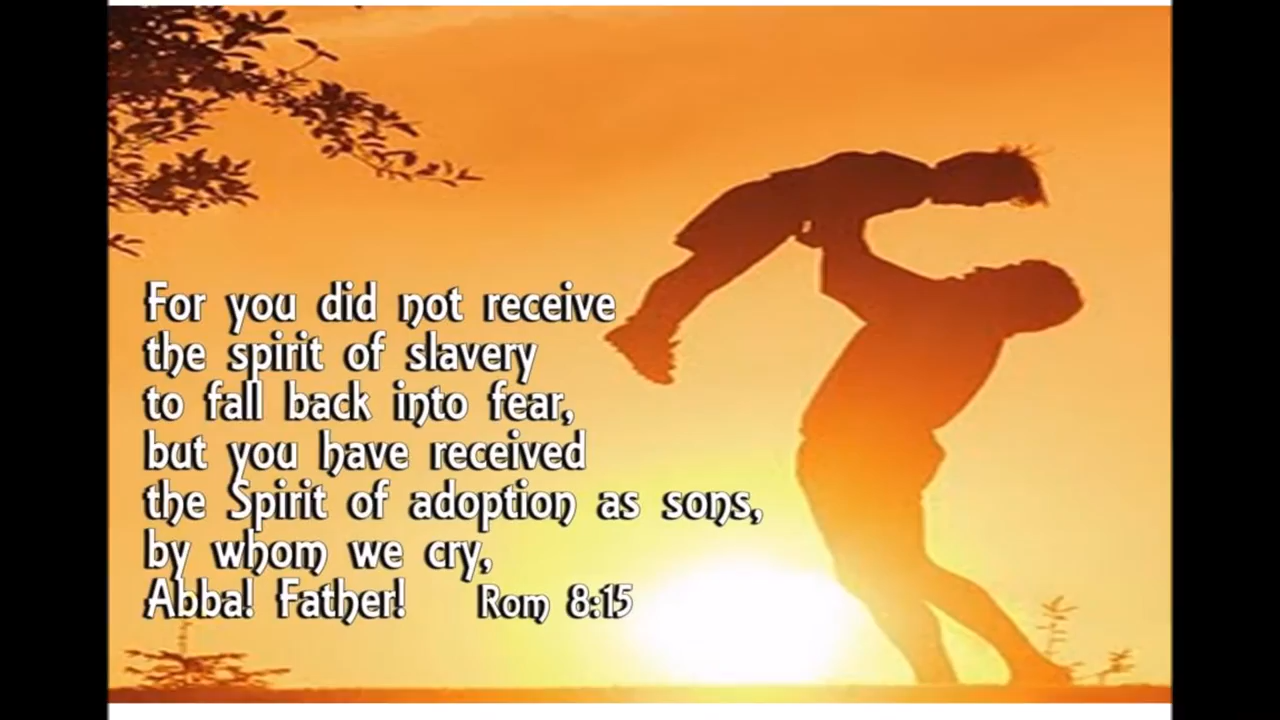 For you did not receive
the spirit of slavery
to fall back into fear,
but you have received
the Spirit of adoption as sons,
by whom we cry,
Abba! Father! Rom 8:15